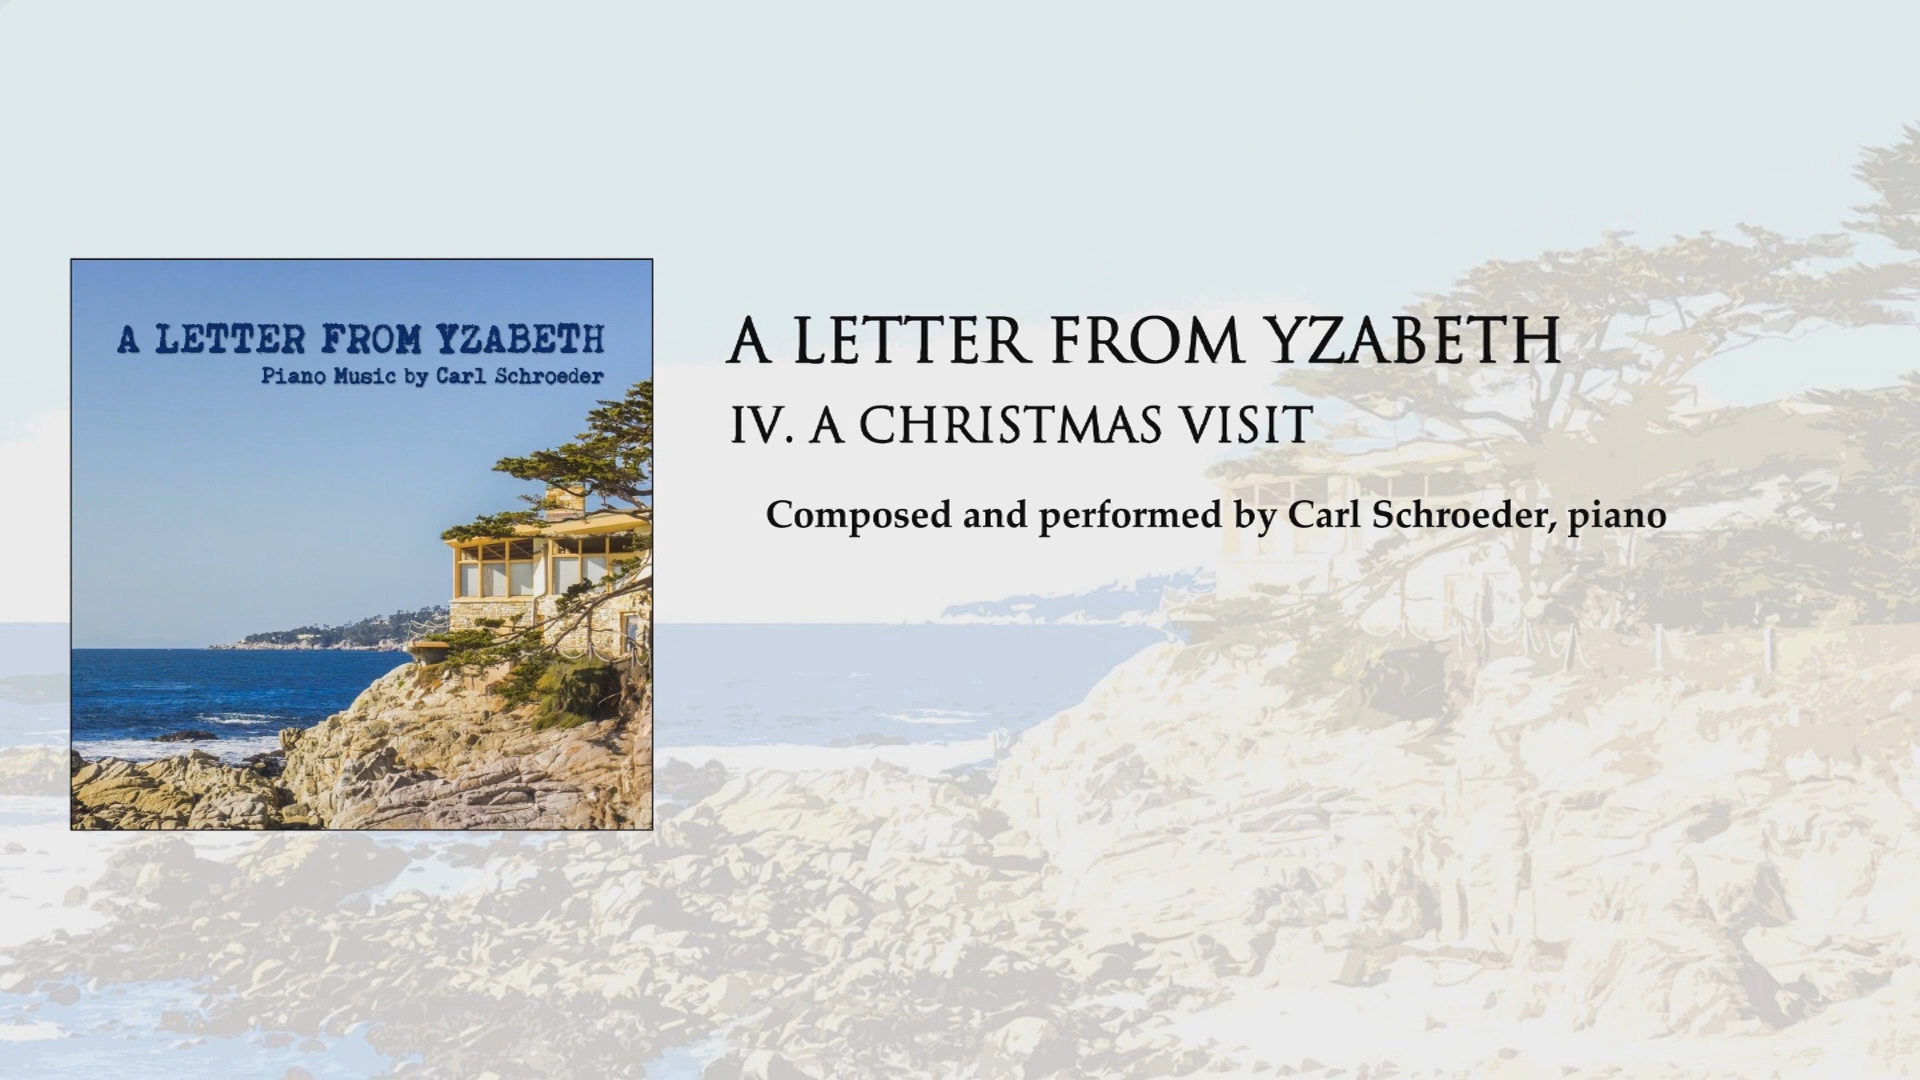 A LETTER FROM YZABETH
Piano Music by Carl Schroeder
A LETTER FROM YZABETH
IV. A CHRISTMAS VISIT
Composed and performed by Carl Schroeder, piano